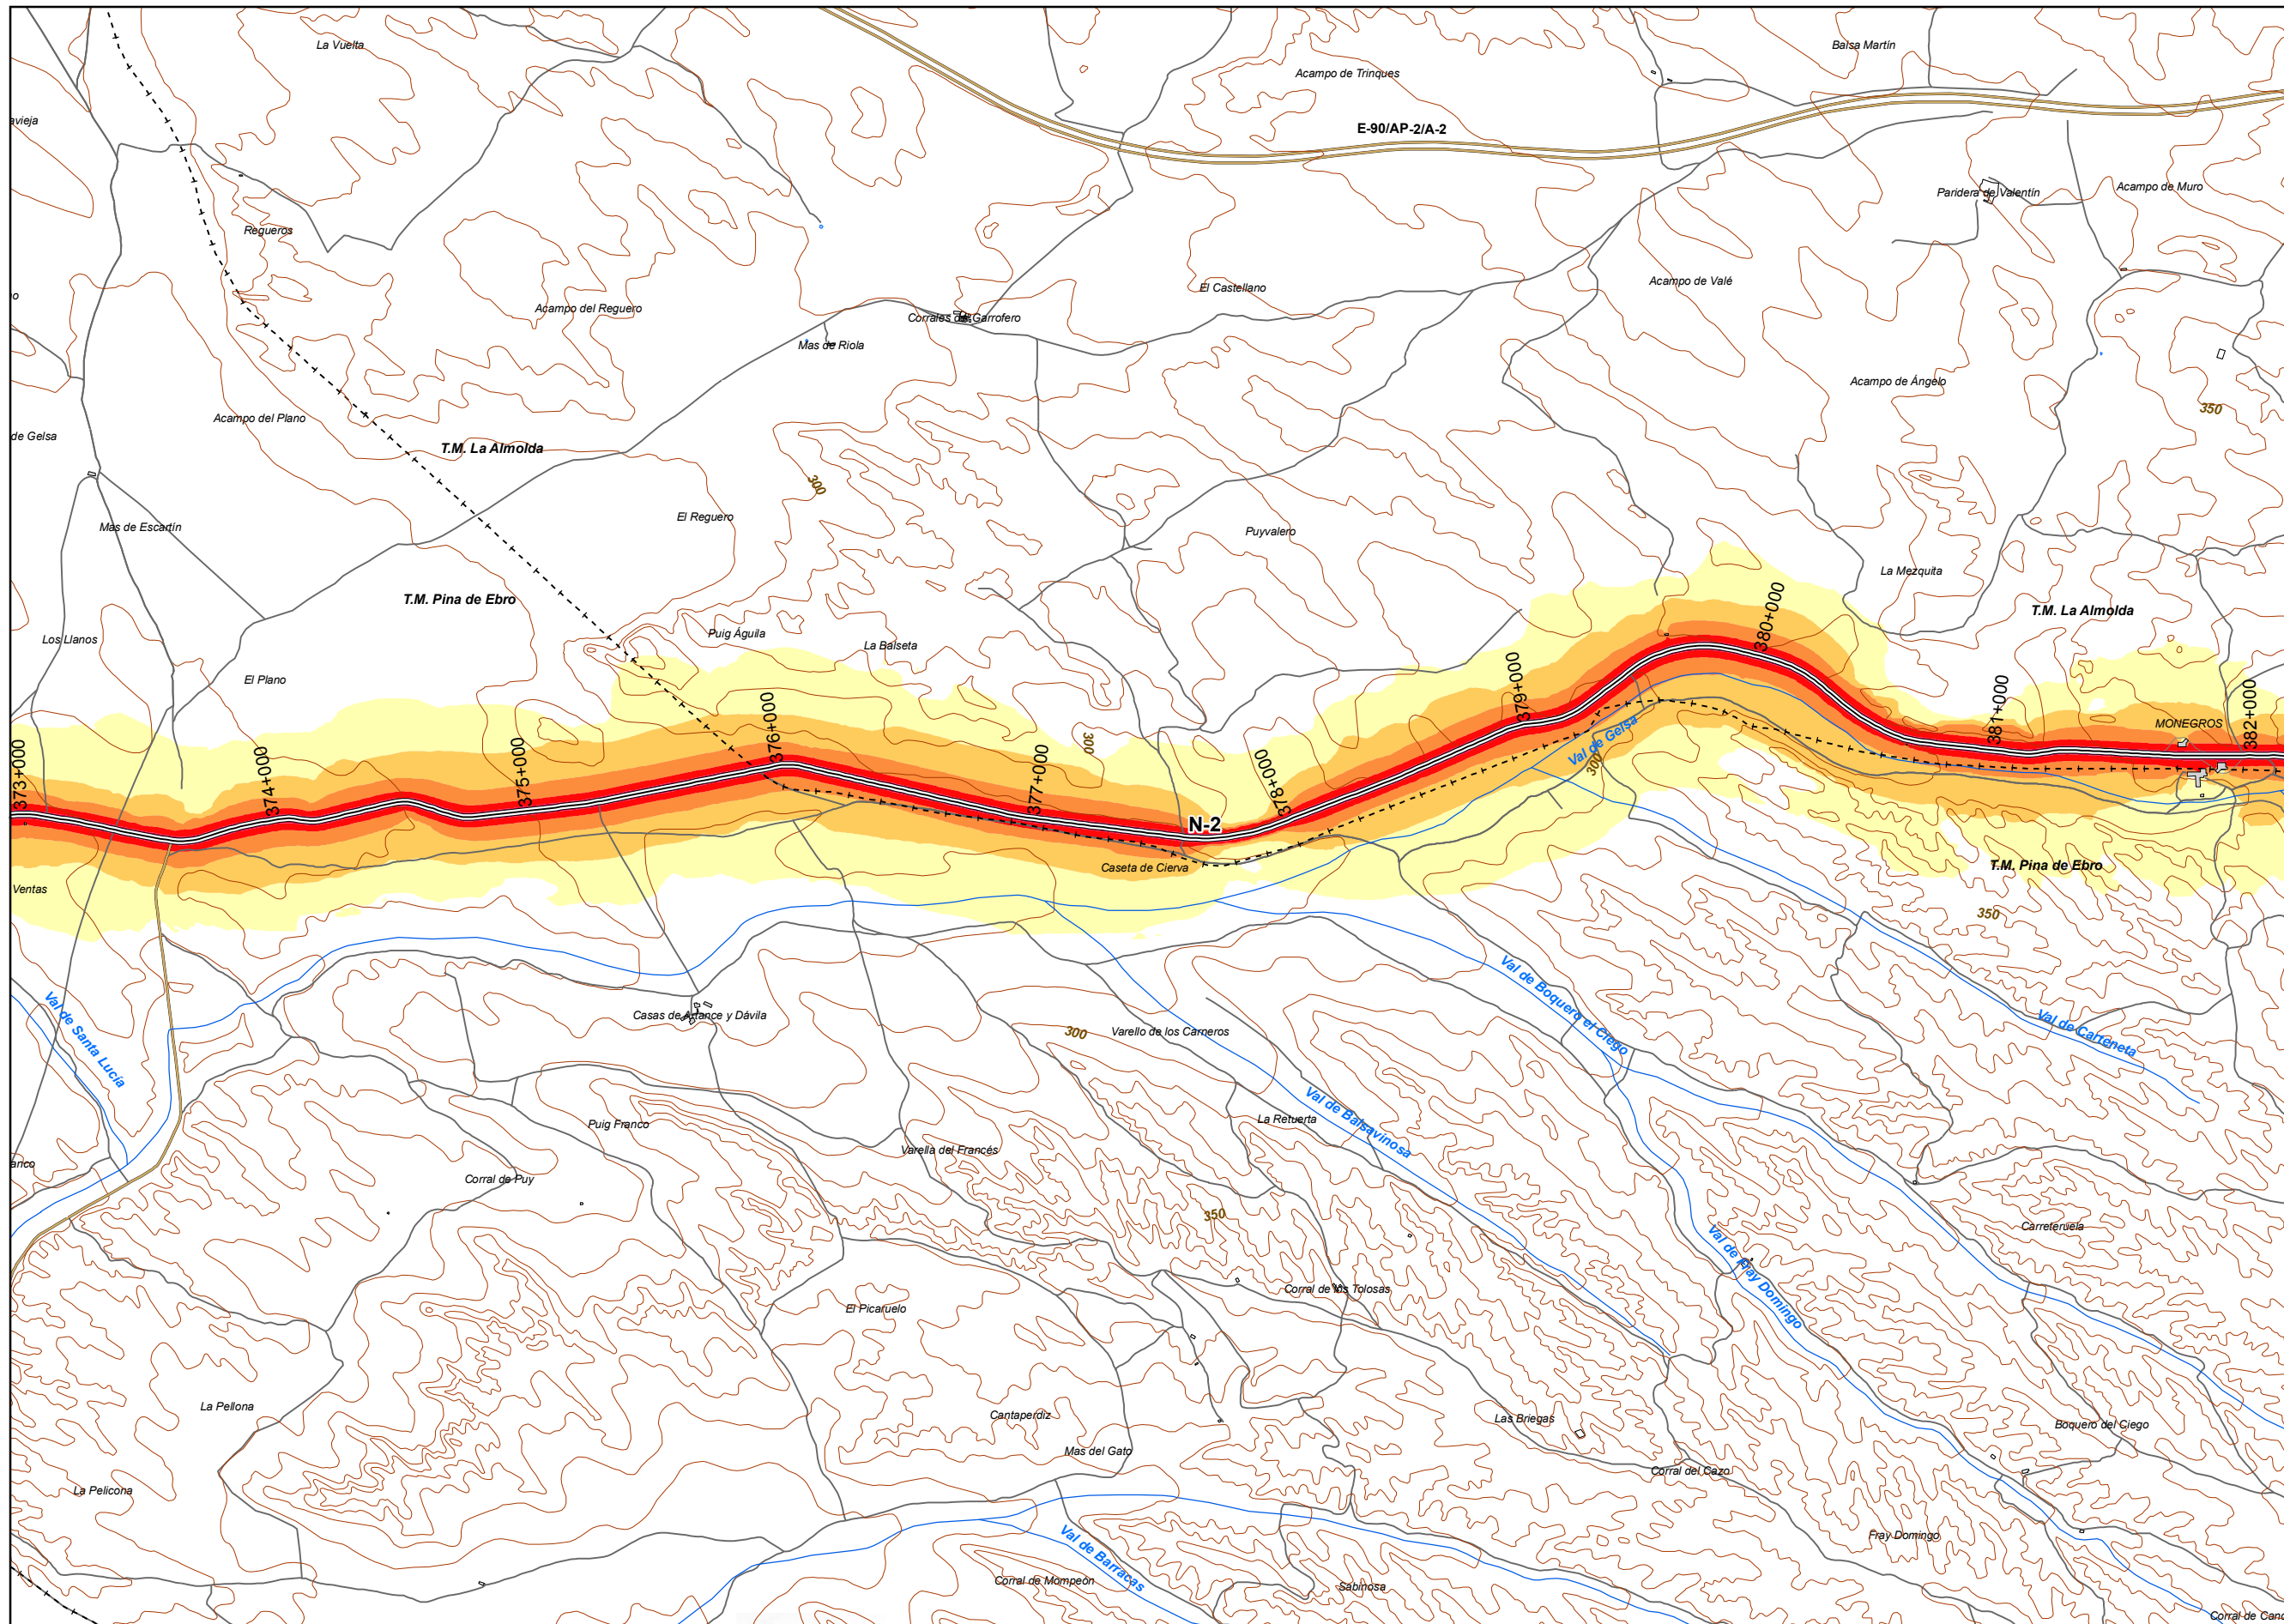 La Vuelta
Balsa Martín
Acampo de Trinques
E-90/AP-2/A-2
Paridera de Valentín
Acampo de Muro
Regueros
Acampo de Valé
El Castellano
Acampo del Reguero
Corrales de Garrofero
Mas de Riola
Acampo de Ángelo
350
Acampo del Plano
de Gelsa
T.M. La Almolda
300
El Reguero
Mas de Escartín
Puyvalero
La Mezquita
T.M. Pina de Ebro
T.M. La Almolda
Los Llanos
Puig Águila
La Balseta
El Plano
373+000
374+000
375+000
376+000
377+000
378+000
379+000
380+000
381+000
382+000
MONEGROS
300
Val de Gelsa
300
N-2
Caseta de Cierva
T.M. Pina de Ebro
Ventas
350
Val de Santa Lucía
Casas de Arrance y Dávila
300
Varello de los Carneros
Val de Boquero el Ciego
Val de Carteneta
Puig Franco
La Retuerta
Val de Balsavinosa
Varella del Francés
Corral de Puy
350
Carreteruela
Val de Fray Domingo
Corral de los Tolosas
El Picaruelo
La Pellona
Cantaperdiz
Las Briegas
Boquero del Ciego
Mas del Gato
Corral del Cazo
La Pelicona
Fray Domingo
Val de Barracas
Corral de Mompeón
Sabinosa